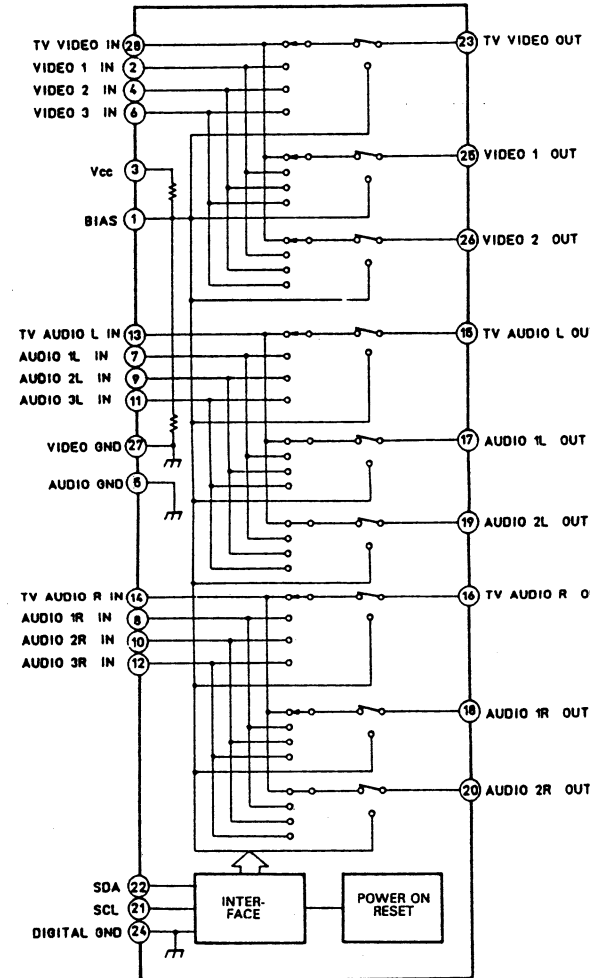 TV VIDEO IN 28
VIDEO 1 IN 2
VIDEO 2 IN 4
VIDEO 3 IN 6
Vcc 3
BIAS 1
TV AUDIO L IN 13
AUDIO 1L IN 7
AUDIO 2L IN 9
AUDIO 3L IN 11
VIDEO GND 27
AUDIO GND 5
TV AUDIO R IN 14
AUDIO 1R IN 8
AUDIO 2R IN 10
AUDIO 3R IN 12
SDA 22
SCL 21
DIGITAL GND 24
INTER-
FACE
POWER ON
RESET
23 TV VIDEO OUT
25 VIDEO 1 OUT
26 VIDEO 2 OUT
15 TV AUDIO L OU
17 AUDIO 1L OUT
19 AUDIO 2L OUT
16 TV AUDIO R O
18 AUDIO 1R OUT
20 AUDIO 2R OUT